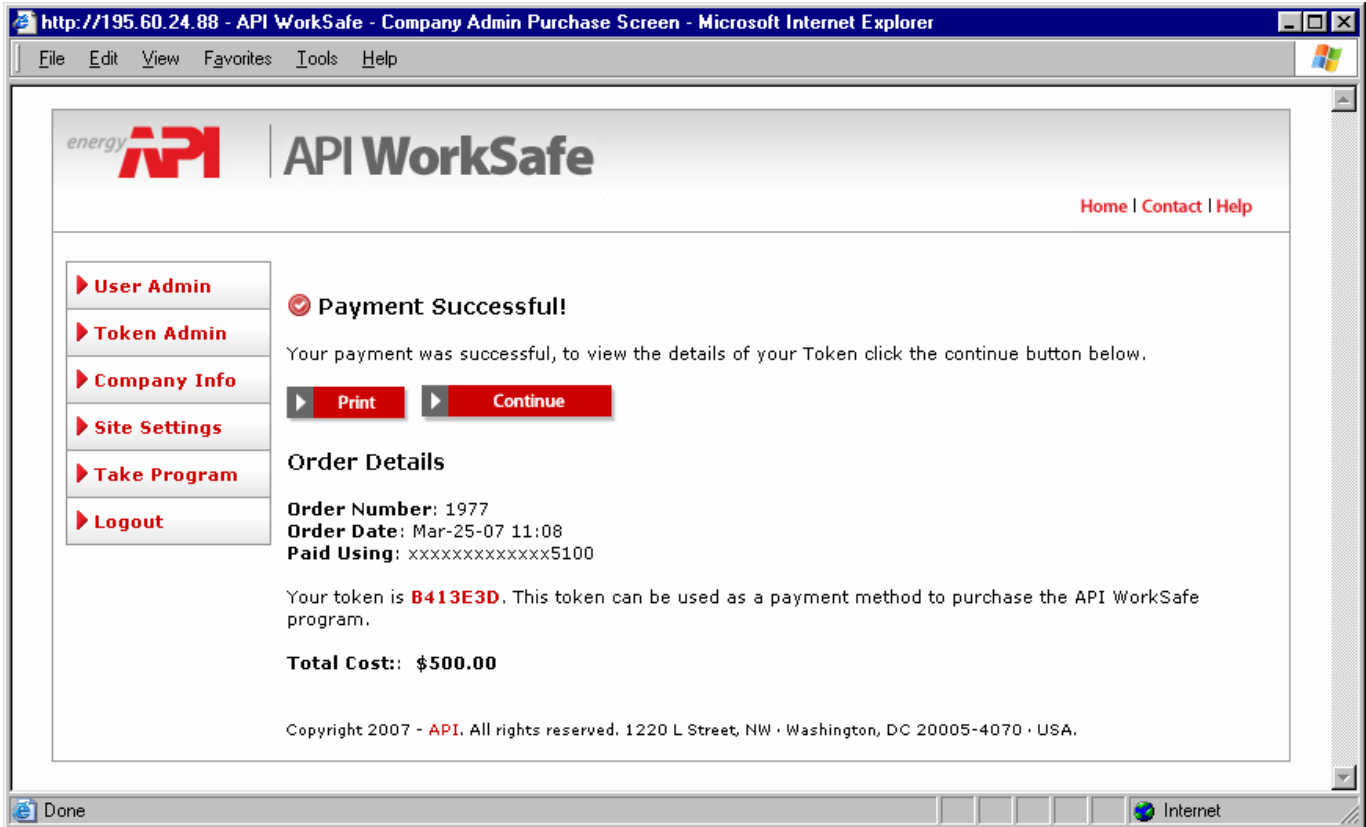 http://195.60.24.88 - API WorkSafe - Company Admin Purchase Screen - Microsoft Internet Explorer
File Edit View Favorites Tools Help
energy API
API WorkSafe
Home | Contact | Help
User Admin
Token Admin
Company Info
Site Settings
Take Program
Logout
Payment Successful!
Your payment was successful, to view the details of your Token click the continue button below.
Print Continue
Order Details
Order Number: 1977
Order Date: Mar-25-07 11:08
Paid Using: xxxxxxxxxxxxx5100
Your token is B413E3D. This token can be used as a payment method to purchase the API WorkSafe
program.
Total Cost:: $500.00
Copyright 2007 - API. All rights reserved. 1220 L Street, NW · Washington, DC 20005-4070 · USA.
Done Internet